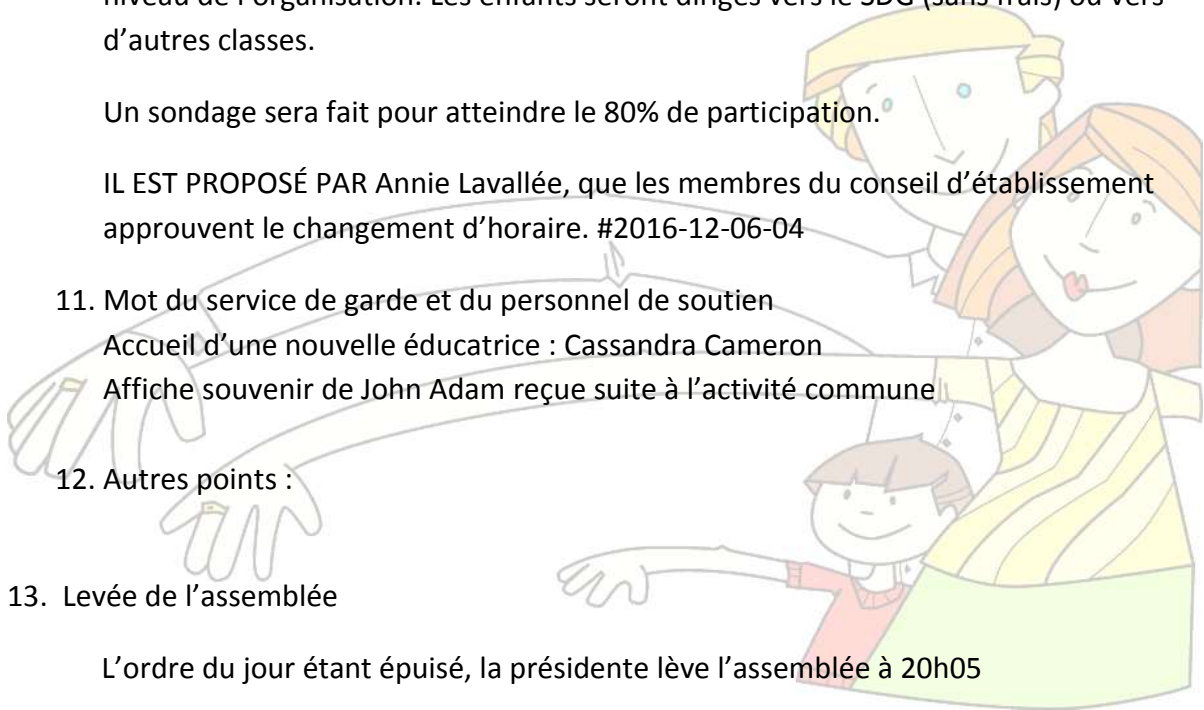 niveau de l'organisation. Les enfants seront dirigés vers le SDG (sans frais) ou vers
d'autres classes.
Un sondage sera fait pour atteindre le 80% de participation.
IL EST PROPOSÉ PAR Annie Lavallée, que les membres du conseil d'établissement
approuvent le changement d'horaire. #2016-12-06-04
11. Mot du service de garde et du personnel de soutien
Accueil d'une nouvelle éducatrice : Cassandra Cameron
Affiche souvenir de John Adam reçue suite à l'activité commune
12. Autres points :
13. Levée de l'assemblée
L'ordre du jour étant épuisé, la présidente lève l'assemblée à 20h05